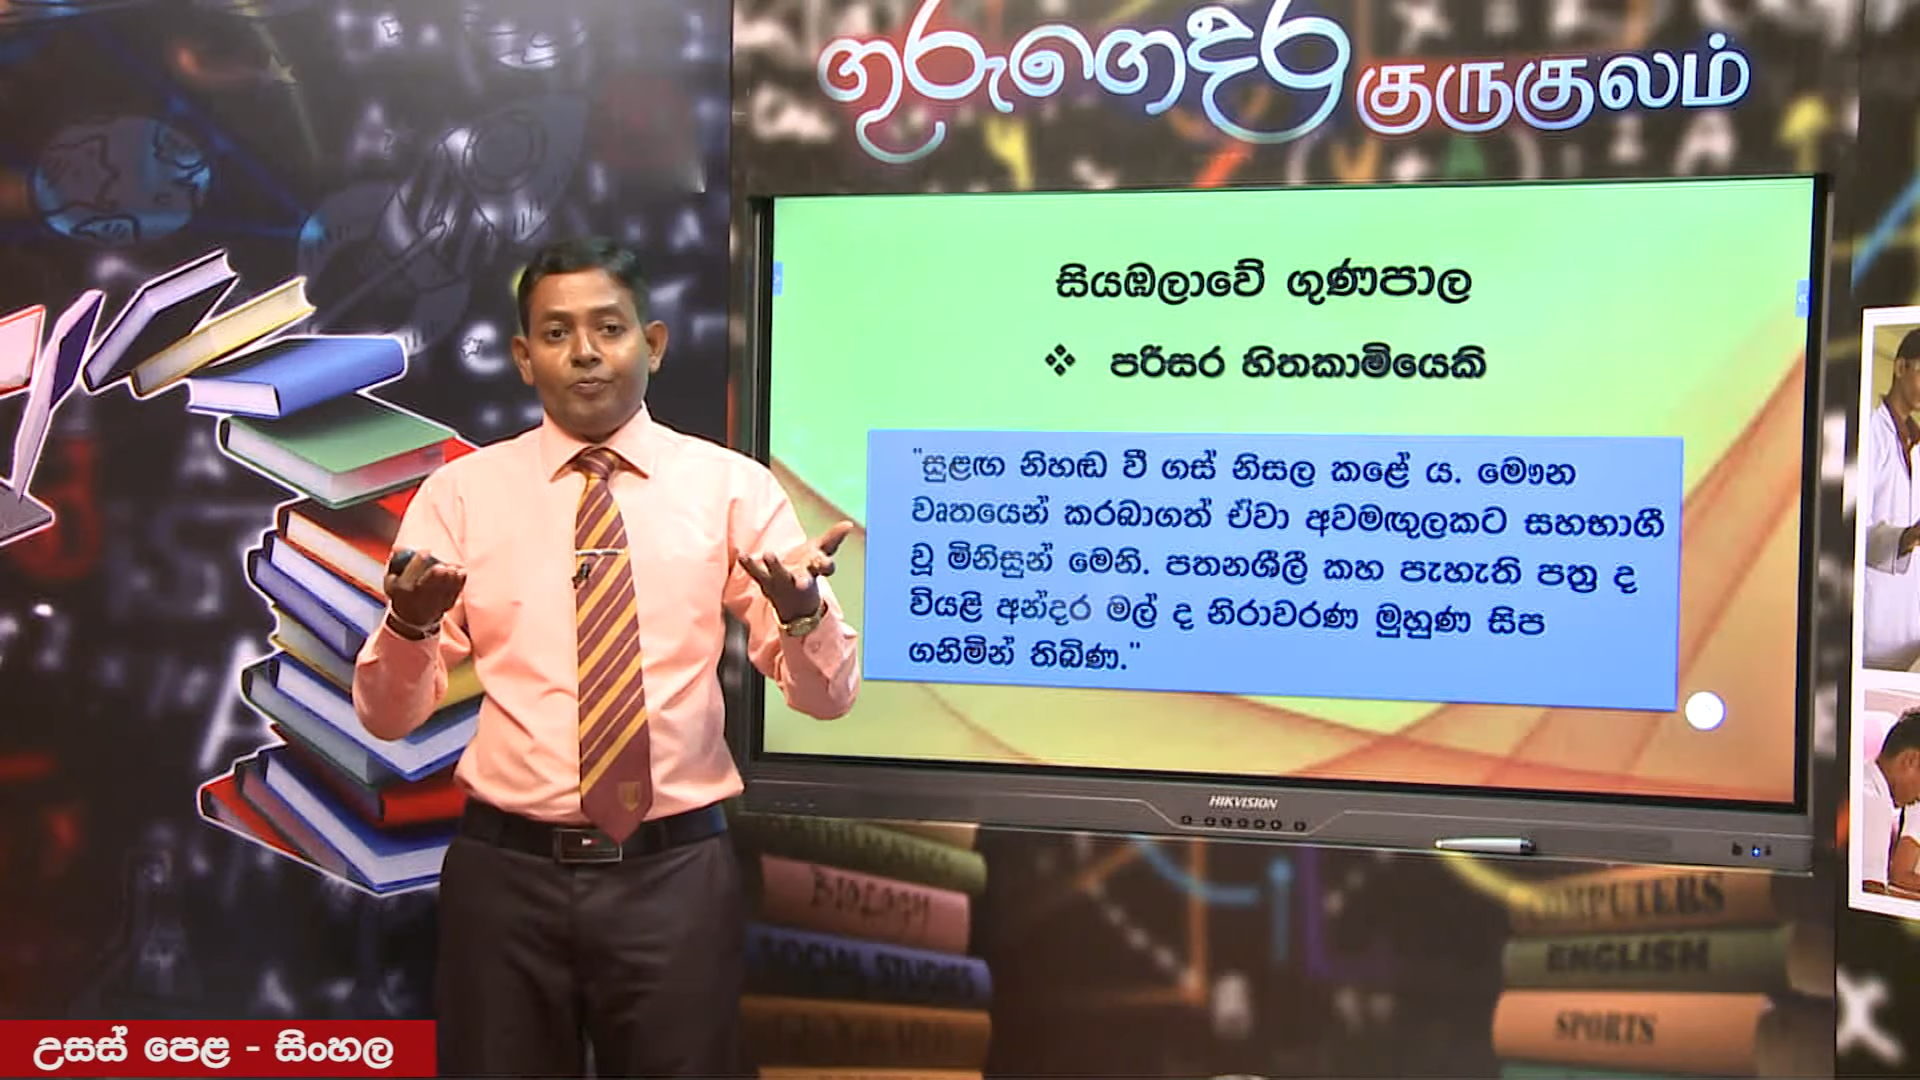 ගුරුගෙදර குருகுலம்
සියඹලාවේ ගුණපාල
❖ පරිසර හිතකාමියෙකි
"සුළඟ නිහඬ වී ගස් නිසල කළේ ය. මෞන
වෘතයෙන් කරබාගත් ඒවා අවමඟුලකට සහභාගී
වූ මිනිසුන් මෙනි. පතනශීලී කහ පැහැති පත්‍ර ද
වියළි අන්දර මල් ද නිරාවරණ මුහුණ සිප
ගනිමින් තිබිණ."
HIKVISION
BIOLOGY
SOCIAL STUDIES
COMPUTERS
ENGLISH
SPORTS
උසස් පෙළ - සිංහල